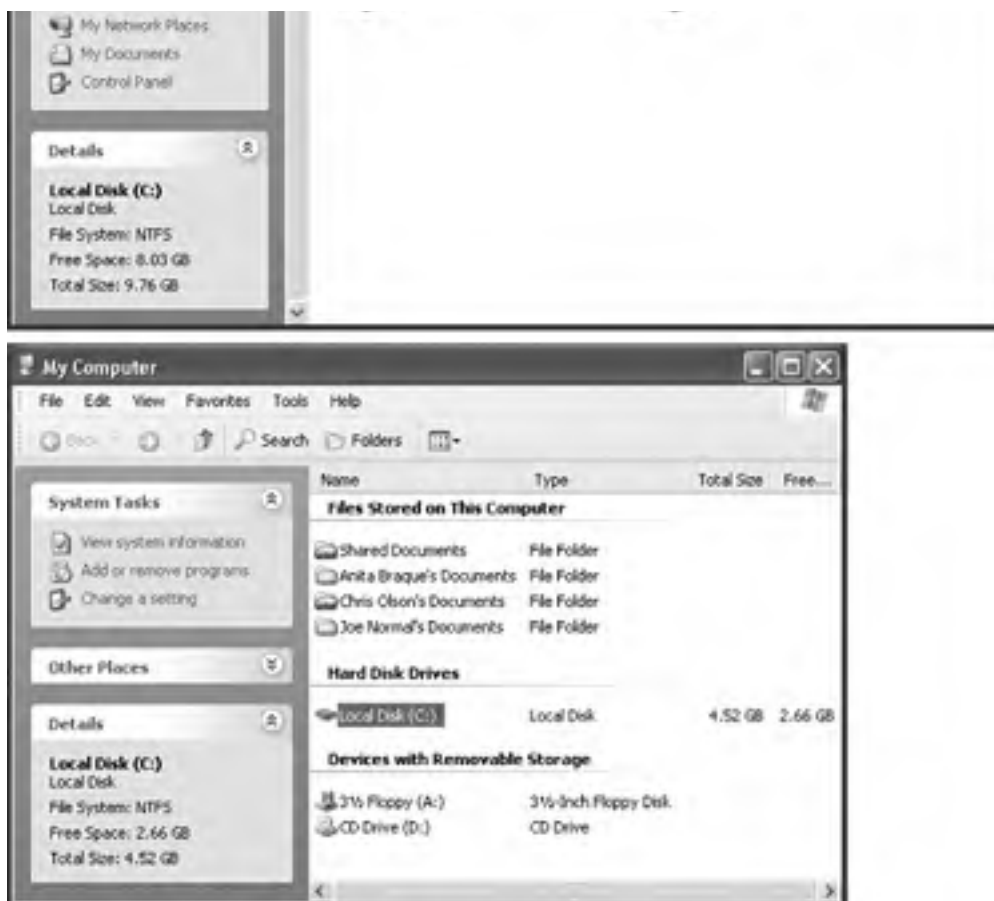 My Network Places
My Documents
Control Panel
Details
Local Disk (C:)
Local Disk
File System: NTFS
Free Space: 8.03 GB
Total Size: 9.76 GB
My Computer
File Edit View Favorites Tools Help
Back Search Folders
Name Type Total Size Free....
System Tasks
View system information
Add or remove programs
Change a setting
Other Places
Details
Local Disk (C:)
Local Disk
File System: NTFS
Free Space: 2.66 GB
Total Size: 4.52 GB
Files Stored on This Computer
Shared Documents File Folder
Anita Braque's Documents File Folder
Chris Olson's Documents File Folder
Joe Normal's Documents File Folder
Hard Disk Drives
Local Disk (C:) Local Disk 4.52 GB 2.66 GB
Devices with Removable Storage
3½ Floppy (A:) 3½-Inch Floppy Disk
CD Drive (D:) CD Drive